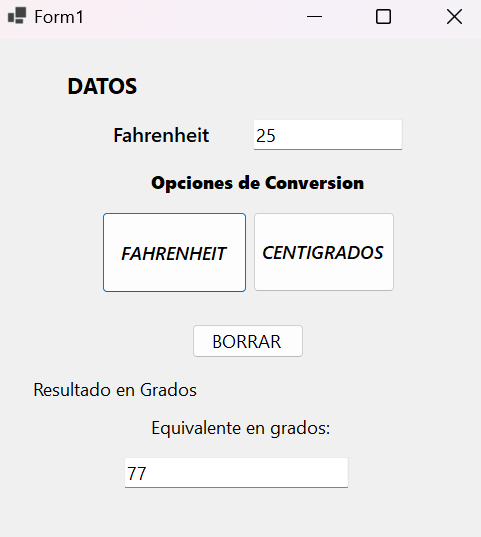 Form1
DATOS
Fahrenheit 25
Opciones de Conversion
FAHRENHEIT CENTIGRADOS
BORRAR
Resultado en Grados
Equivalente en grados:
77